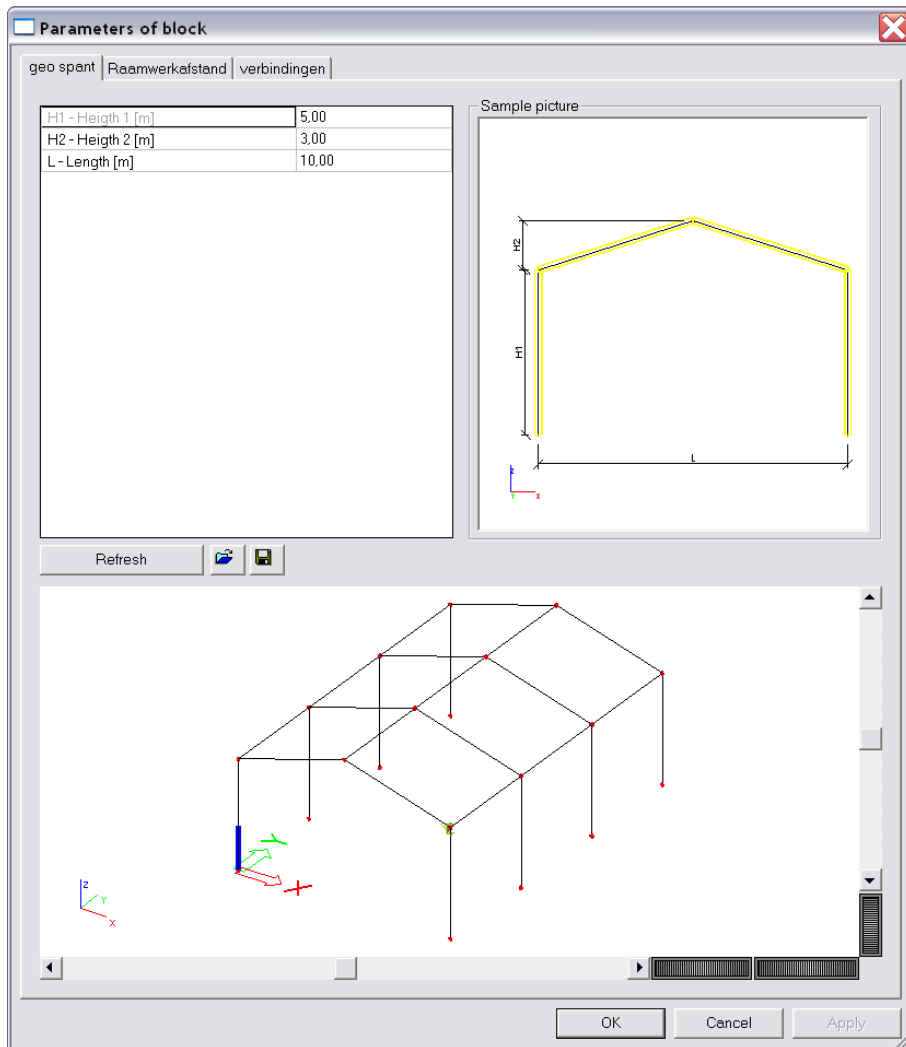 Parameters of block
geo spant Raamwerkafstand verbindingen
H1 - Heigth 1 [m] 5,00
H2 - Heigth 2 [m] 3,00
L - Length [m] 10,00
Sample picture
H2
H1
L
Z
Y X
Refresh
Y
X
Z
Y
X
OK Cancel Apply